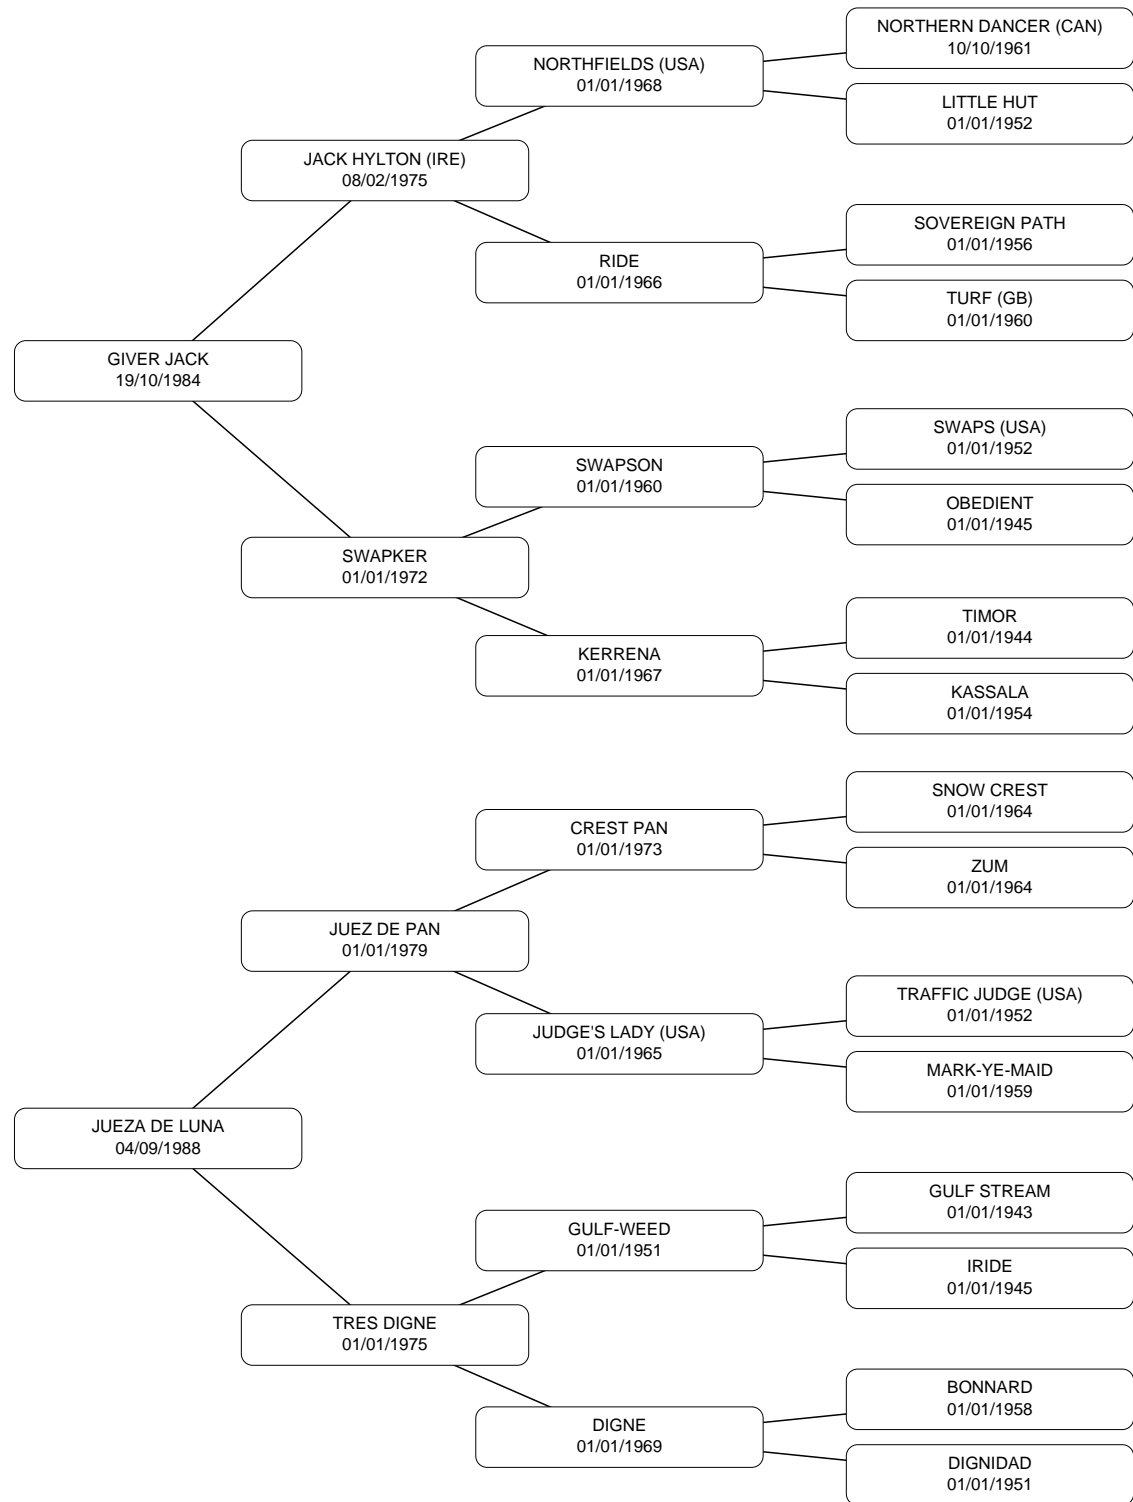 NORTHERN DANCER (CAN)
10/10/1961
NORTHFIELDS (USA)
01/01/1968
LITTLE HUT
01/01/1952
JACK HYLTON (IRE)
08/02/1975
SOVEREIGN PATH
01/01/1956
RIDE
01/01/1966
TURF (GB)
01/01/1960
GIVER JACK
19/10/1984
SWAPS (USA)
01/01/1952
SWAPSON
01/01/1960
OBEDIENT
01/01/1945
SWAPKER
01/01/1972
TIMOR
01/01/1944
KERRENA
01/01/1967
KASSALA
01/01/1954
SNOW CREST
01/01/1964
CREST PAN
01/01/1973
ZUM
01/01/1964
JUEZ DE PAN
01/01/1979
TRAFFIC JUDGE (USA)
01/01/1952
JUDGE'S LADY (USA)
01/01/1965
MARK-YE-MAID
01/01/1959
JUEZA DE LUNA
04/09/1988
GULF STREAM
01/01/1943
GULF-WEED
01/01/1951
IRIDE
01/01/1945
TRES DIGNE
01/01/1975
BONNARD
01/01/1958
DIGNE
01/01/1969
DIGNIDAD
01/01/1951